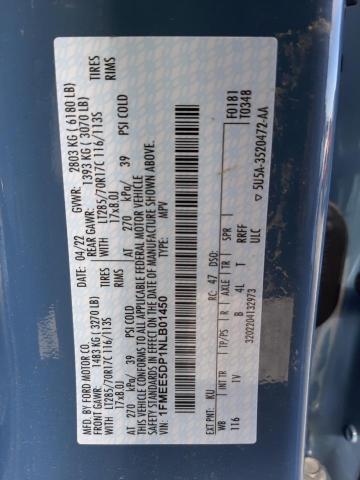 MFD. BY FORD MOTOR CO.
DATE: 04/22 GVWR: 2803 KG ( 6180 LB)
FRONT GAWR: 1483 KG (3270 LB) REAR GAWR: 1393 KG ( 3070 LB)
LT285/70R17C 116/113S WITH LT285/70R17C 116/113S TIRES
17x8.0J 17x8.0J RIMS
AT 270 kPa/ 39 PSI COLD AT 270 kPa/ 39 PSI COLD
THIS VEHICLE CONFORMS TO ALL APPLICABLE FEDERAL MOTOR VEHICLE
SAFETY STANDARDS IN EFFECT ON THE DATE OF MANUFACTURE SHOWN ABOVE.
VIN: 1FMEE5DP1NLB01450
TYPE: MPV
F0181
T0348
EXT PNT: KU RC: 47 DSO:
WB INT TR TP/PS R AXLE TR SPR
116 IV B 4L T RRFF
ULC
3202204132973
5U5A-3520472-AA